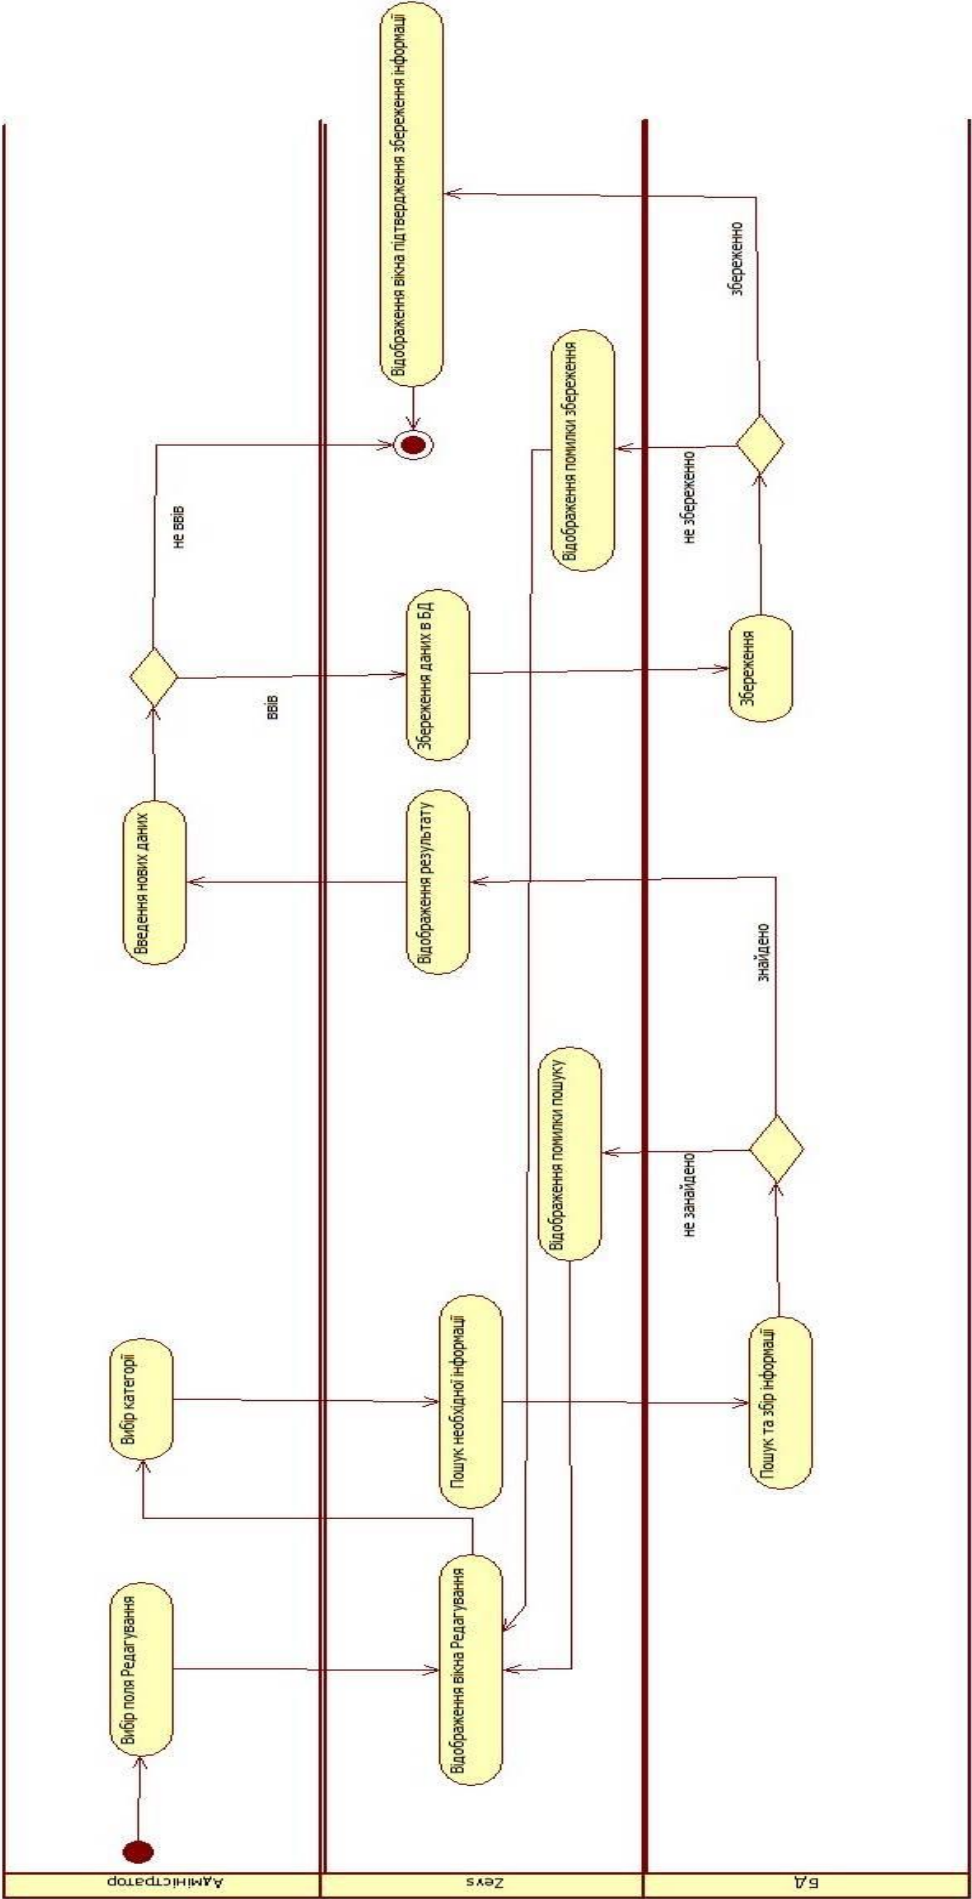 Адміністратор
Zevs
БД
Вибір поля Редагування
Відображення вікна Редагування
Вибір категорії
Пошук необхідної інформації
Пошук та збір інформації
не занайдено
Відображення помилки пошуку
знайдено
Відображення результату
Введення нових даних
не ввів
ввів
Збереження даних в БД
Збереження
не збереженно
Відображення помилки збереження
збереженно
Відображення вікна підтвердження збереження інформації